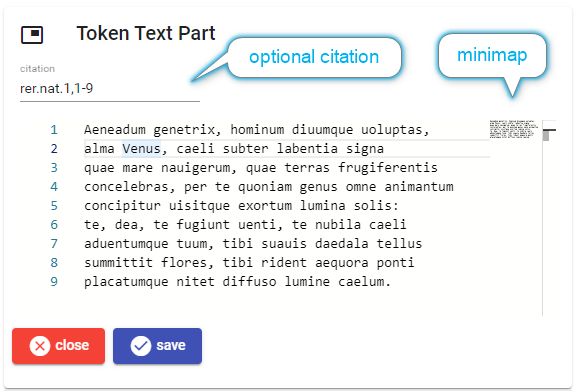 Token Text Part
optional citation
minimap
citation
rer.nat.1,1-9
1 Aeneadum genetrix, hominum diuumque uoluptas,
2 alma Venus, caeli subter labentia signa
3 quae mare nauigerum, quae terras frugiferentis
4 concelebras, per te quoniam genus omne animantum
5 concipitur uisitque exortum lumina solis:
6 te, dea, te fugiunt uenti, te nubila caeli
7 aduentumque tuum, tibi suauis daedala tellus
8 summittit flores, tibi rident aequora ponti
9 placatumque nitet diffuso lumine caelum.
close
save